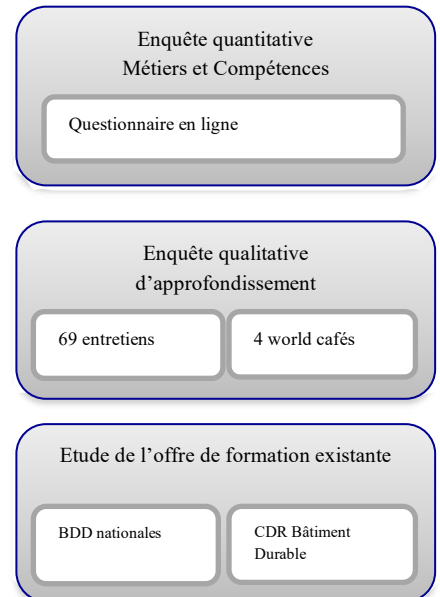 Enquête quantitative
Métiers et Compétences
Questionnaire en ligne
Enquête qualitative
d’approfondissement
69 entretiens
4 world cafés
Etude de l’offre de formation existante
BDD nationales
CDR Bâtiment
Durable